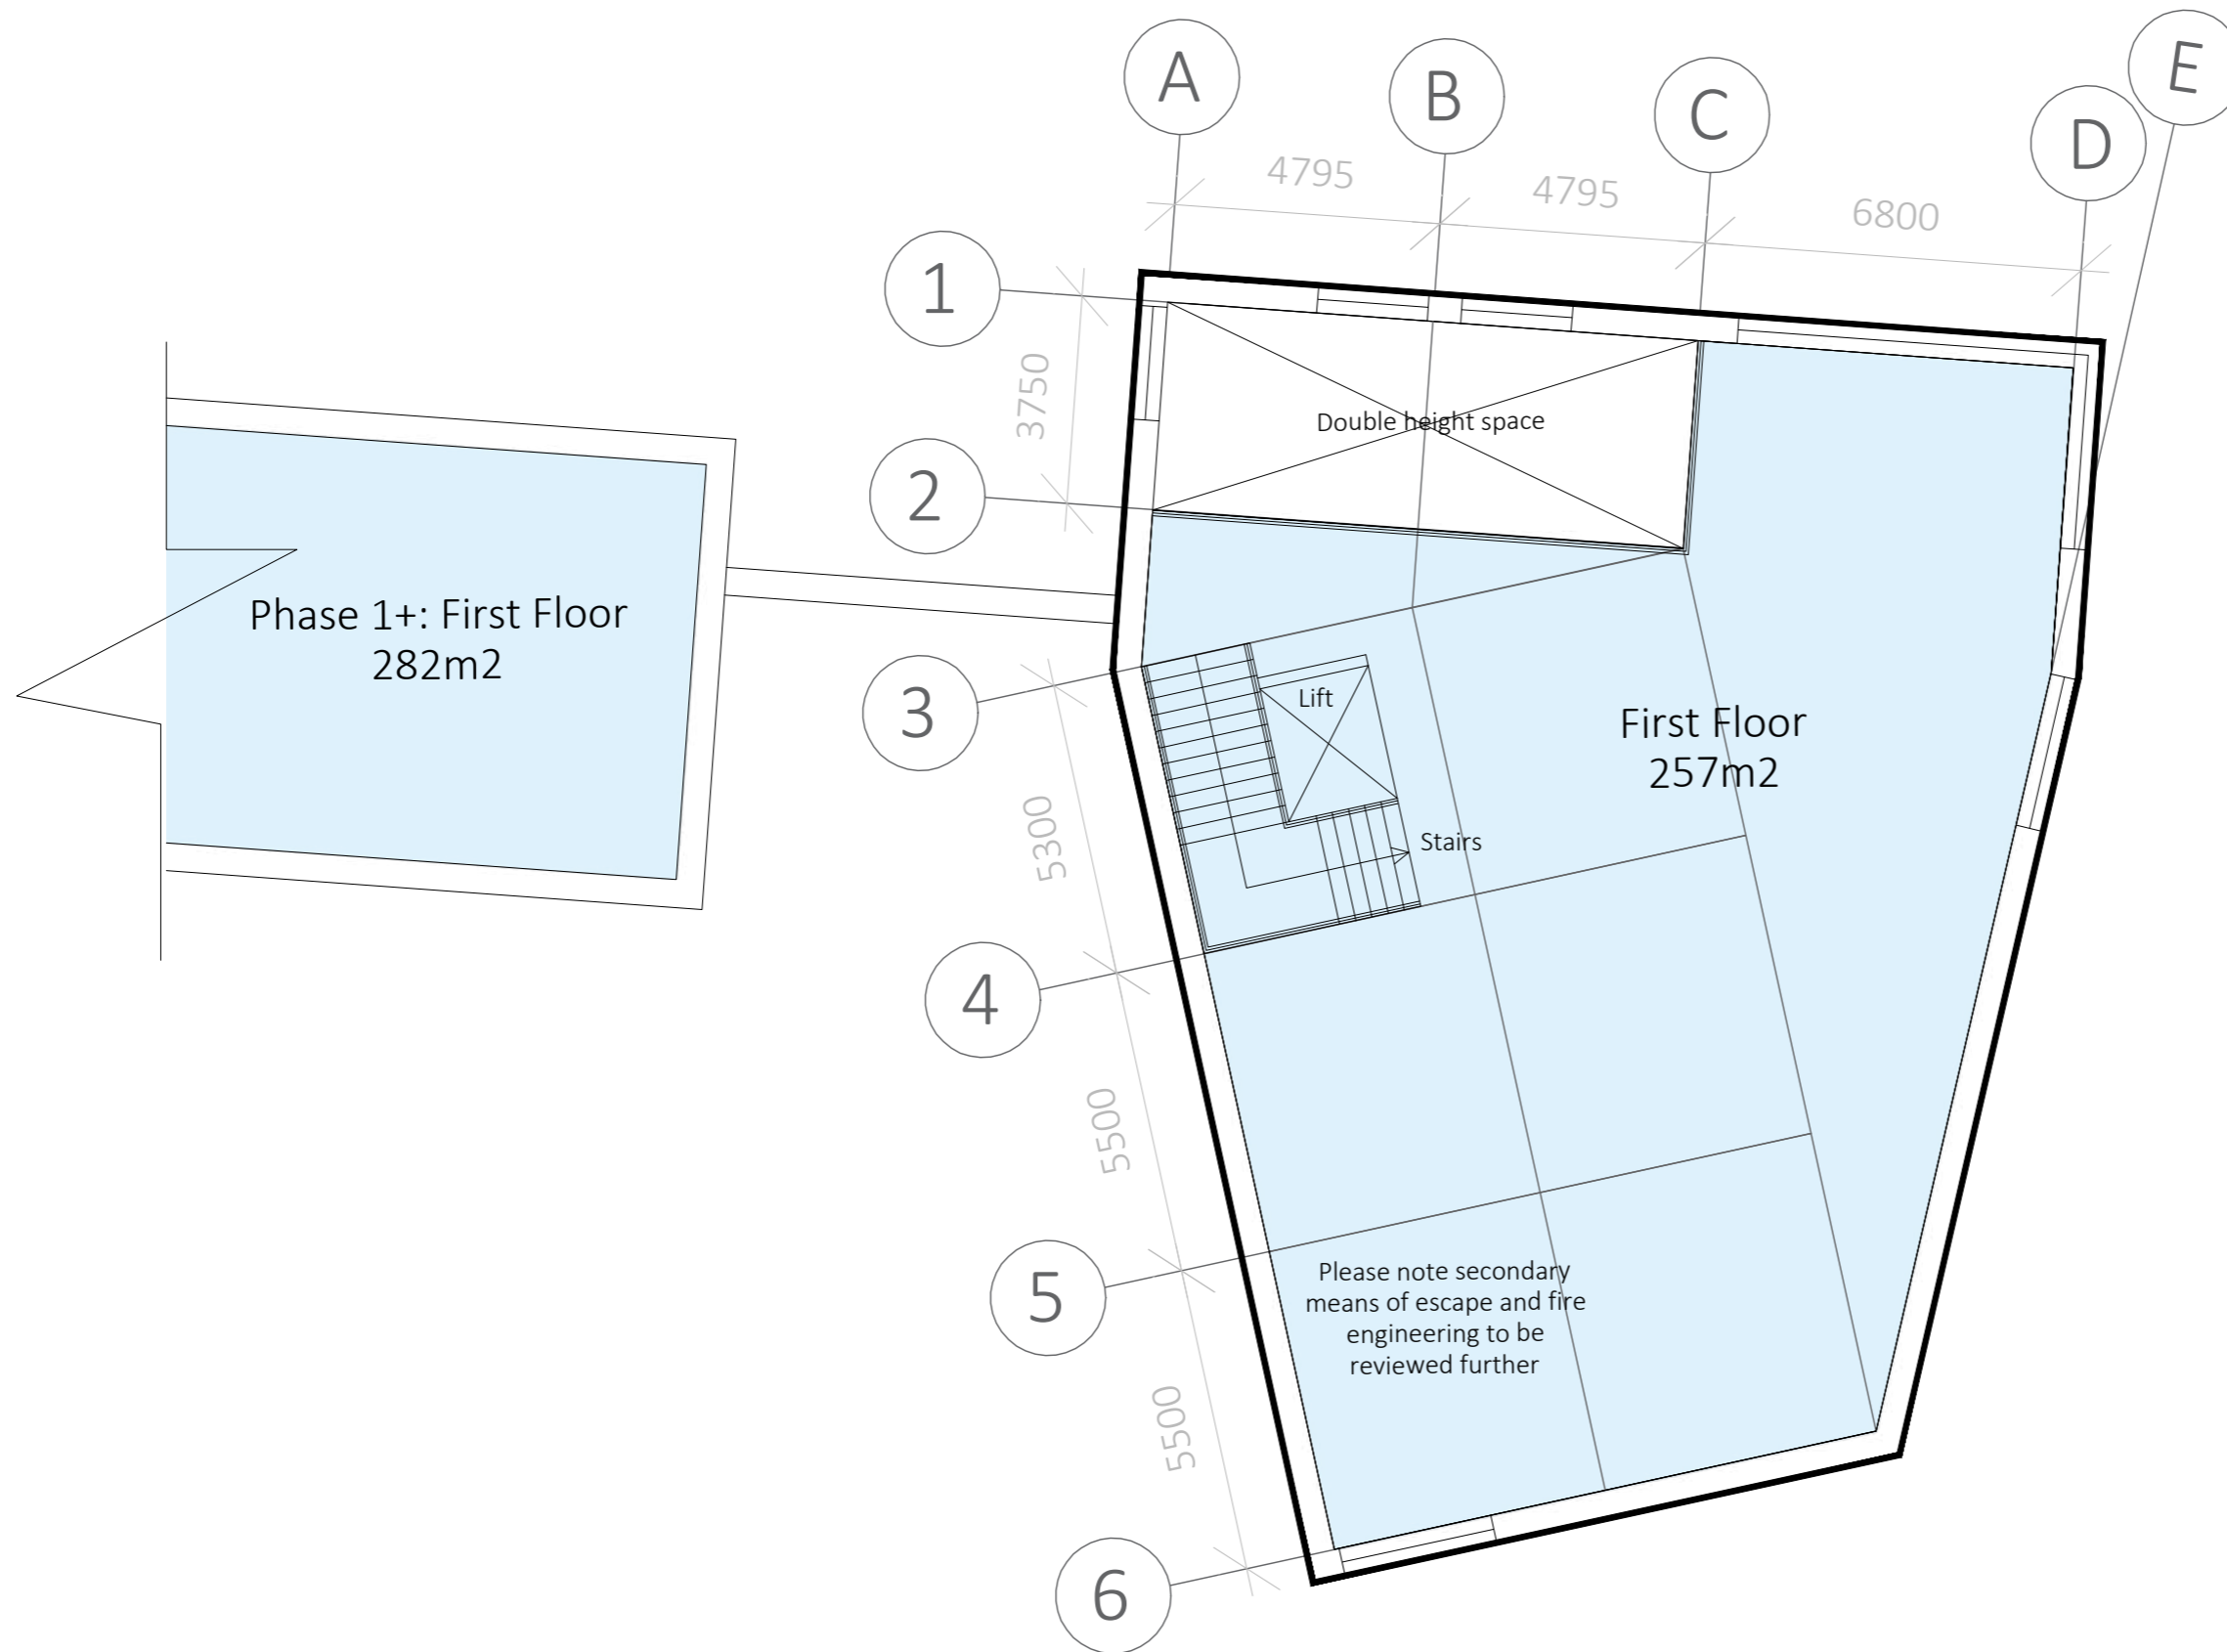 A
B
C
D
E
4795
4795
6800
1
3750
2
Double height space
Phase 1+: First Floor
282m2
3
Lift
First Floor
257m2
5300
Stairs
4
5500
5
Please note secondary
means of escape and fire
engineering to be
reviewed further
5500
6